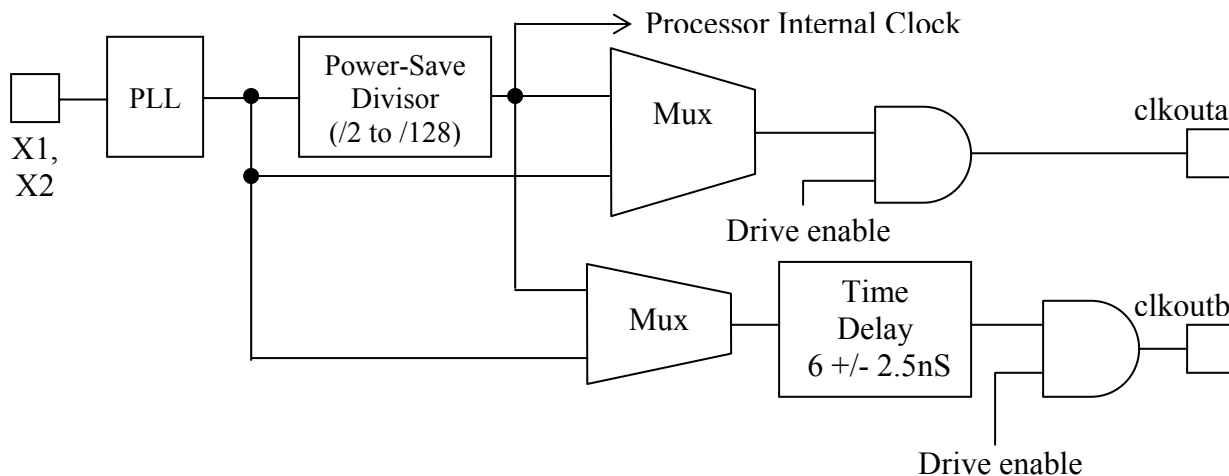 Processor Internal Clock
PLL
Power-Save
Divisor
(/2 to /128)
Mux
clkouta
X1,
X2
Drive enable
Mux
Time
Delay
6 +/- 2.5nS
clkoutb
Drive enable